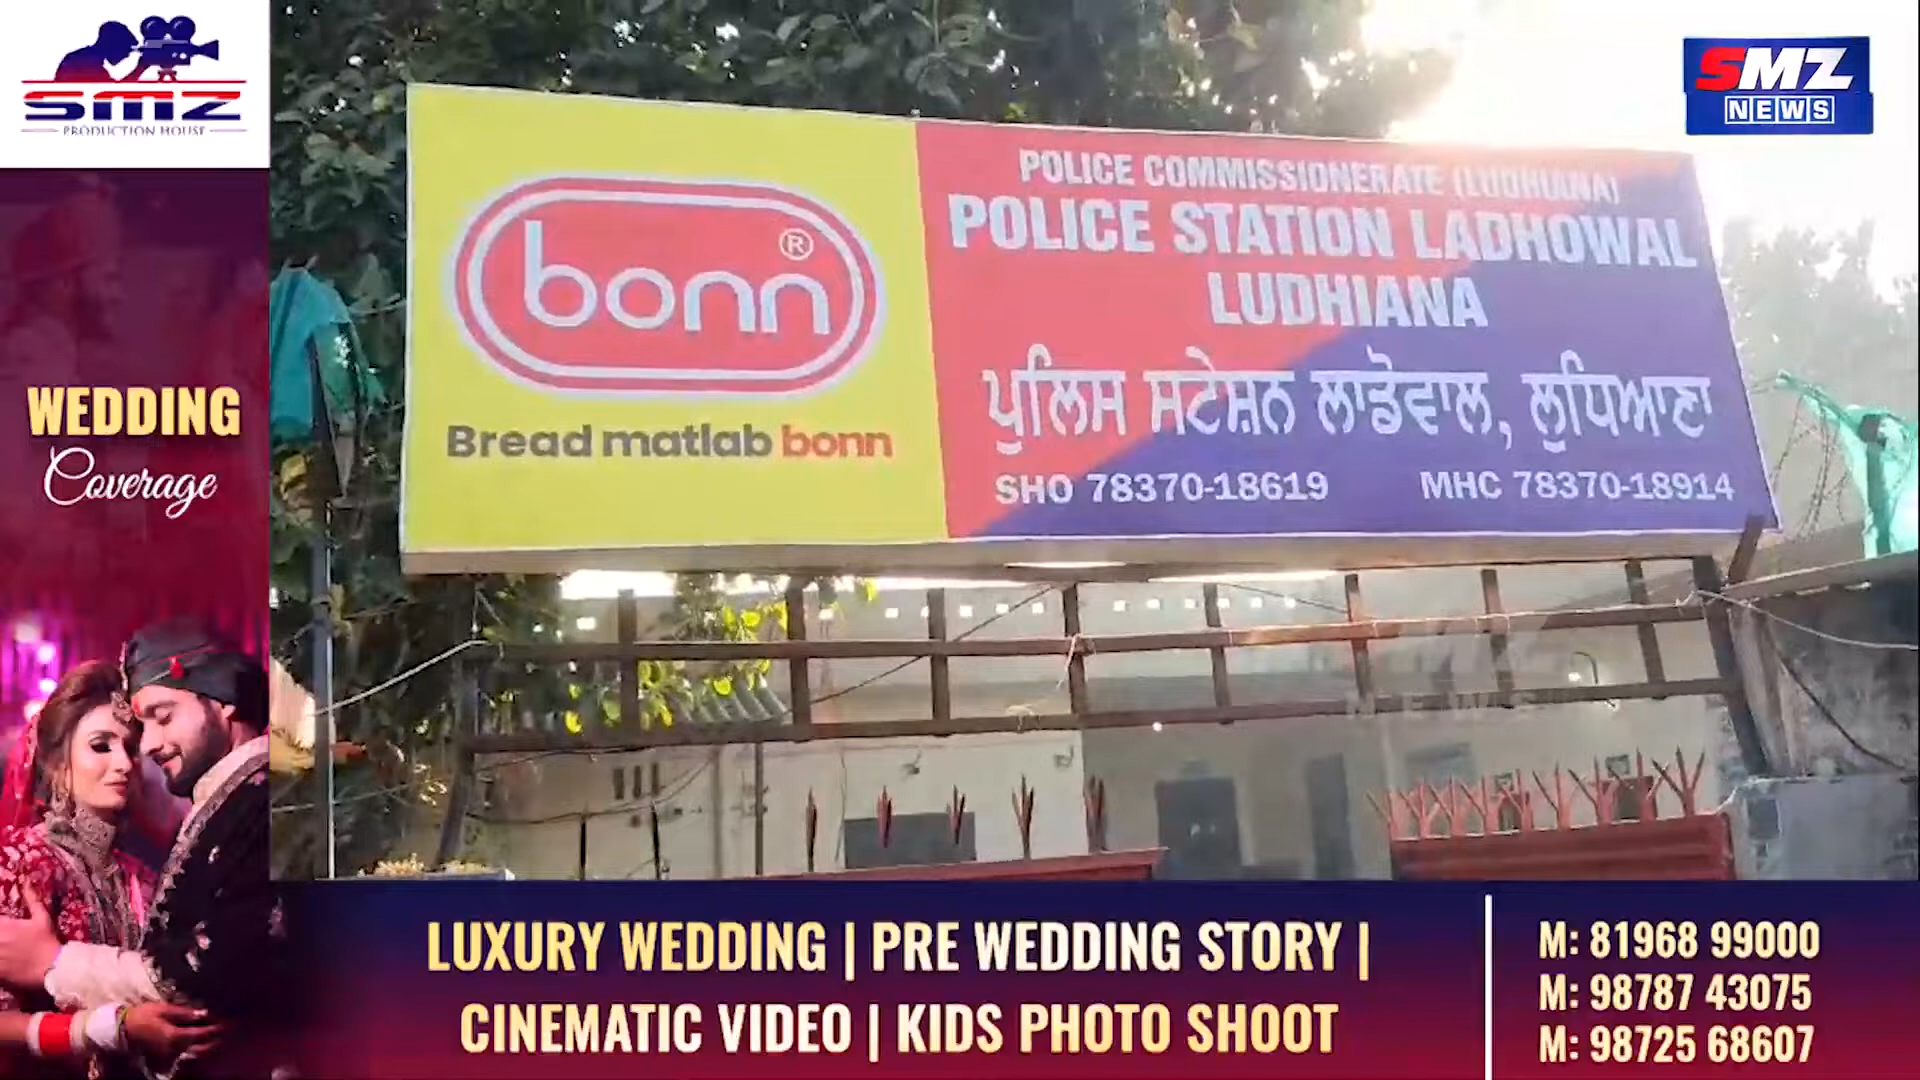 SMZ
PRODUCTION HOUSE
WEDDING
Coverage
SMZ
NEWS
bonn®
Bread matlab bonn
POLICE COMMISSIONERATE (LUDHIANA)
POLICE STATION LADHOWAL
LUDHIANA
ਪੁਲਿਸ ਸਟੇਸ਼ਨ ਲਾਡੋਵਾਲ, ਲੁਧਿਆਣਾ
SHO 78370-18619 MHC 78370-18914
SMZ
NEWS
LUXURY WEDDING | PRE WEDDING STORY |
CINEMATIC VIDEO | KIDS PHOTO SHOOT
M: 81968 99000
M: 98787 43075
M: 98725 68607